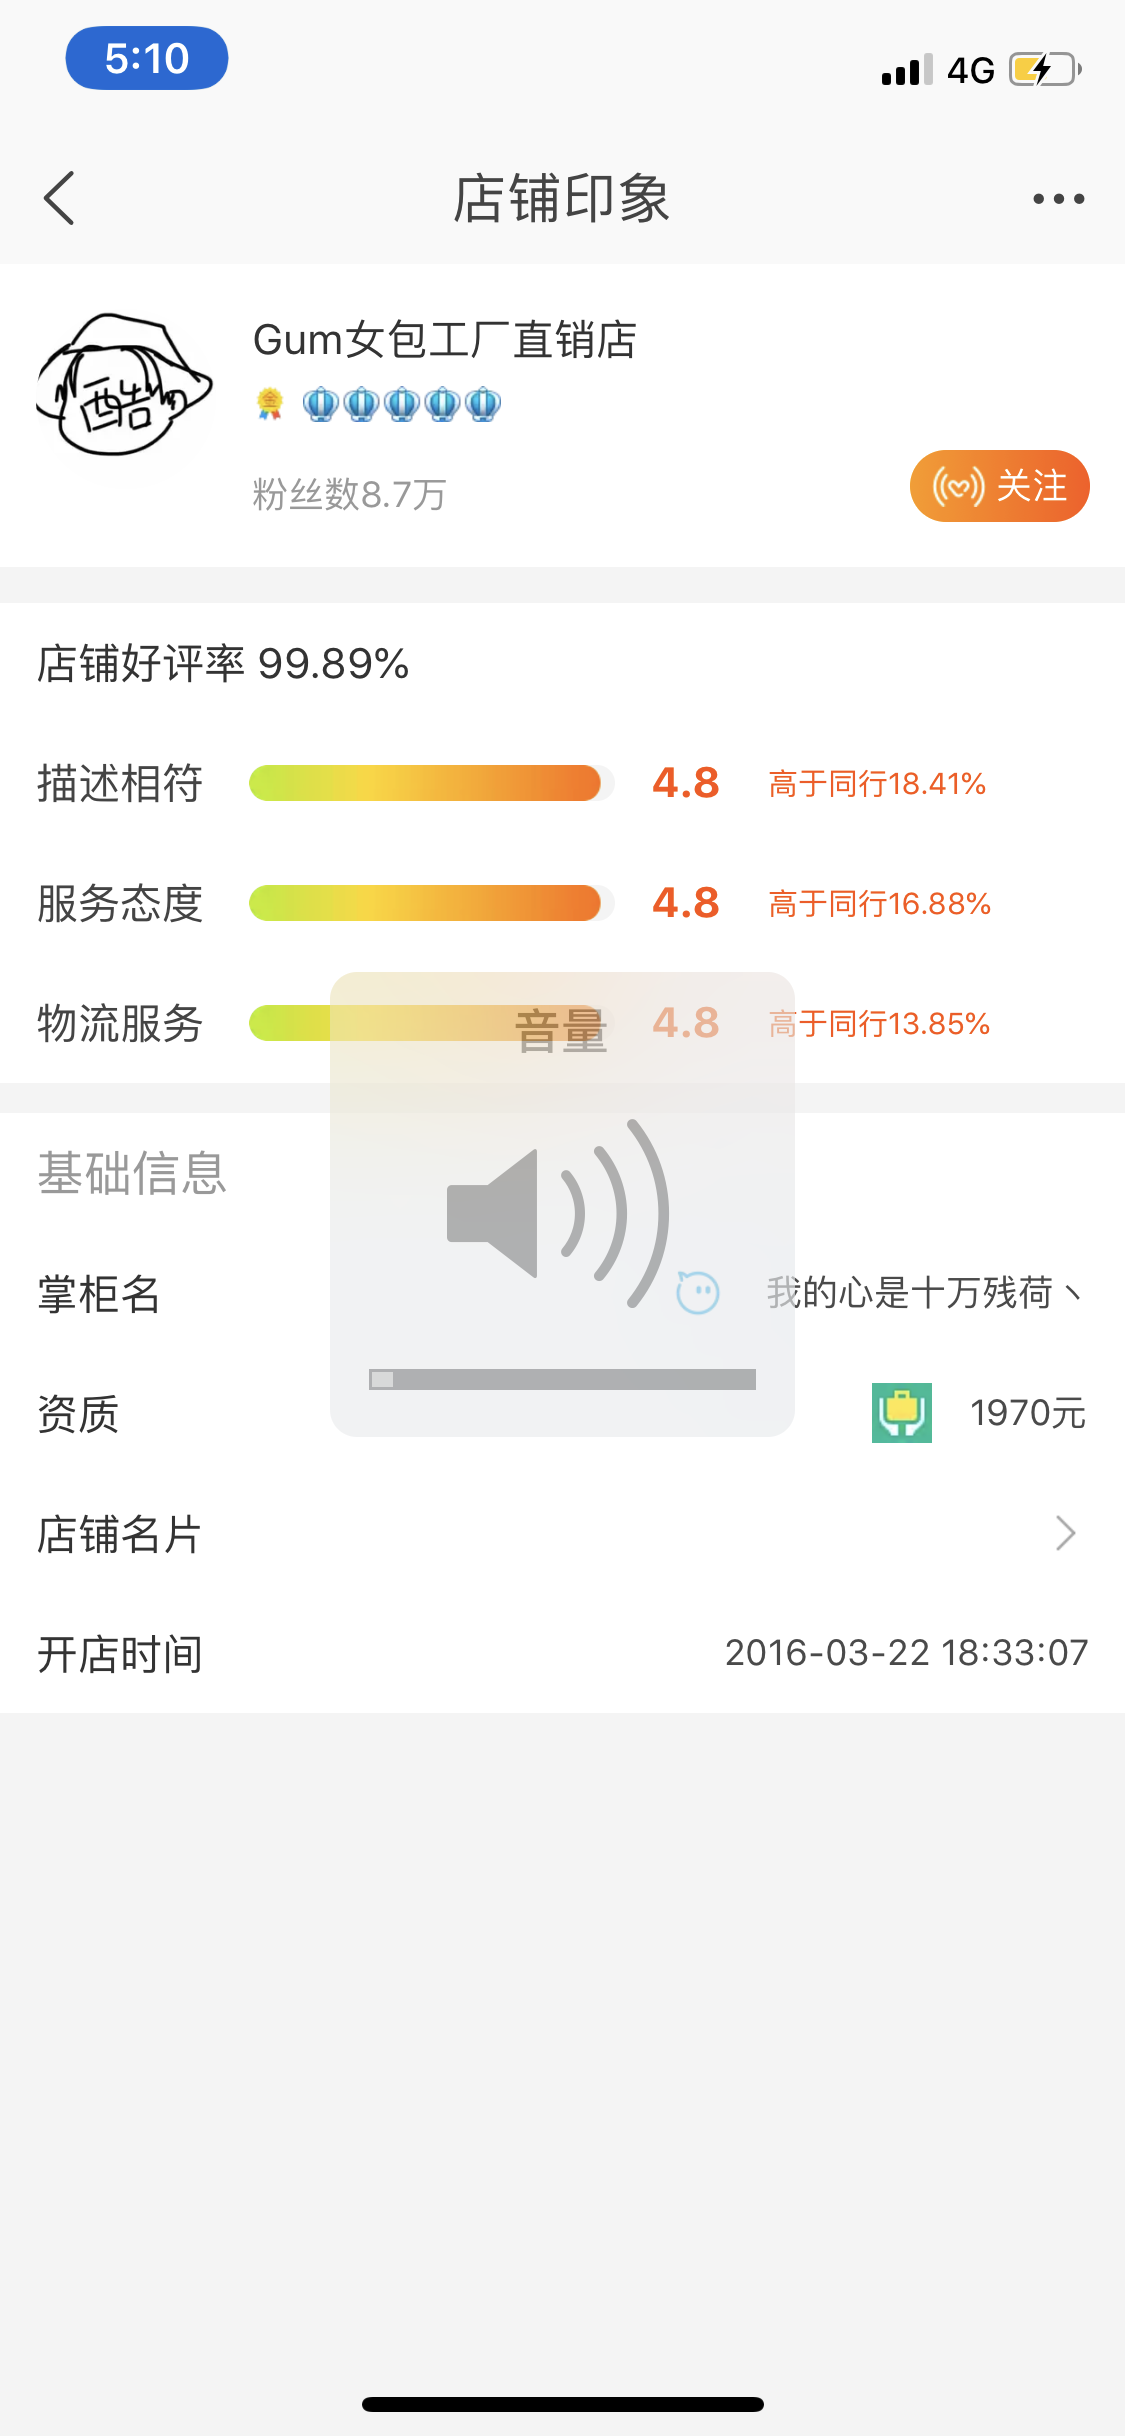 5:10
4G
店铺印象
酷
Gum女包工厂直销店
金
粉丝数8.7万
关注
店铺好评率 99.89%
描述相符 4.8 高于同行18.41%
服务态度 4.8 高于同行16.88%
物流服务 4.8 高于同行13.85%
音量
基础信息
掌柜名 我的心是十万残荷丶
资质 1970元
店铺名片
开店时间 2016-03-22 18:33:07